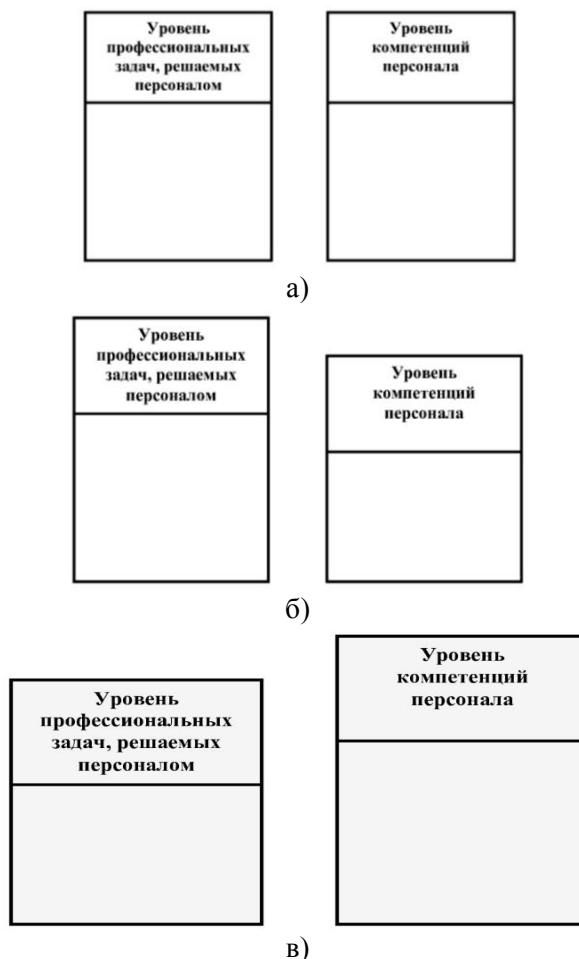 Уровень
профессиональных
задач, решаемых
персоналом
Уровень
компетенций
персонала
а)
Уровень
профессиональных
задач, решаемых
персоналом
Уровень
компетенций
персонала
б)
Уровень
профессиональных
задач, решаемых
персоналом
Уровень
компетенций
персонала
в)